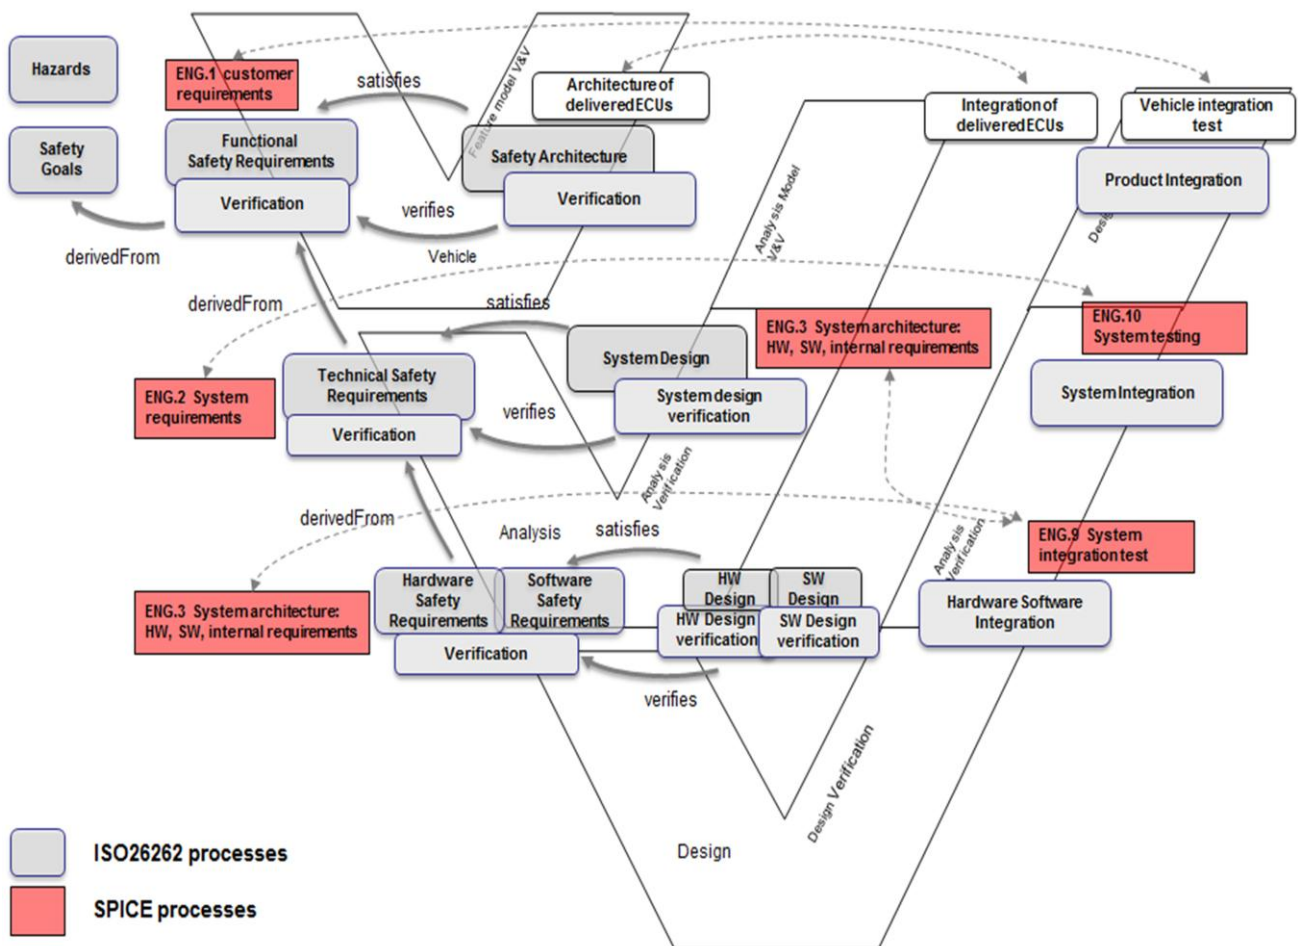 Hazards
ENG.1 customer
requirements
satisfies
Feature model V&V
Architecture of
delivered ECUs
Integration of
delivered ECUs
Vehicle integration
test
Safety
Goals
Functional
Safety Requirements
Safety Architecture
Product Integration
Verification
verifies
Verification
Analysis Model
V&V
Desig
derivedFrom
Vehicle
derivedFrom
satisfies
ENG.3 System architecture:
HW, SW, internal requirements
ENG.10
System testing
ENG.2 System
requirements
Technical Safety
Requirements
System Design
System design
verification
System Integration
Verification
verifies
Analysis
Verification
derivedFrom
Analysis
satisfies
Analysis
Verification
ENG.9 System
integration test
ENG.3 System architecture:
HW, SW, internal requirements
Hardware
Safety
Requirements
Software
Safety
Requirements
HW
Design
SW
Design
HW Design
verification
SW Design
verification
Hardware Software
Integration
Verification
verifies
Design Verification
Design
ISO26262 processes
SPICE processes